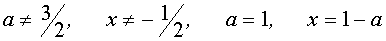 a ≠ 3/2, x ≠ − 1/2, a = 1, x = 1 − a